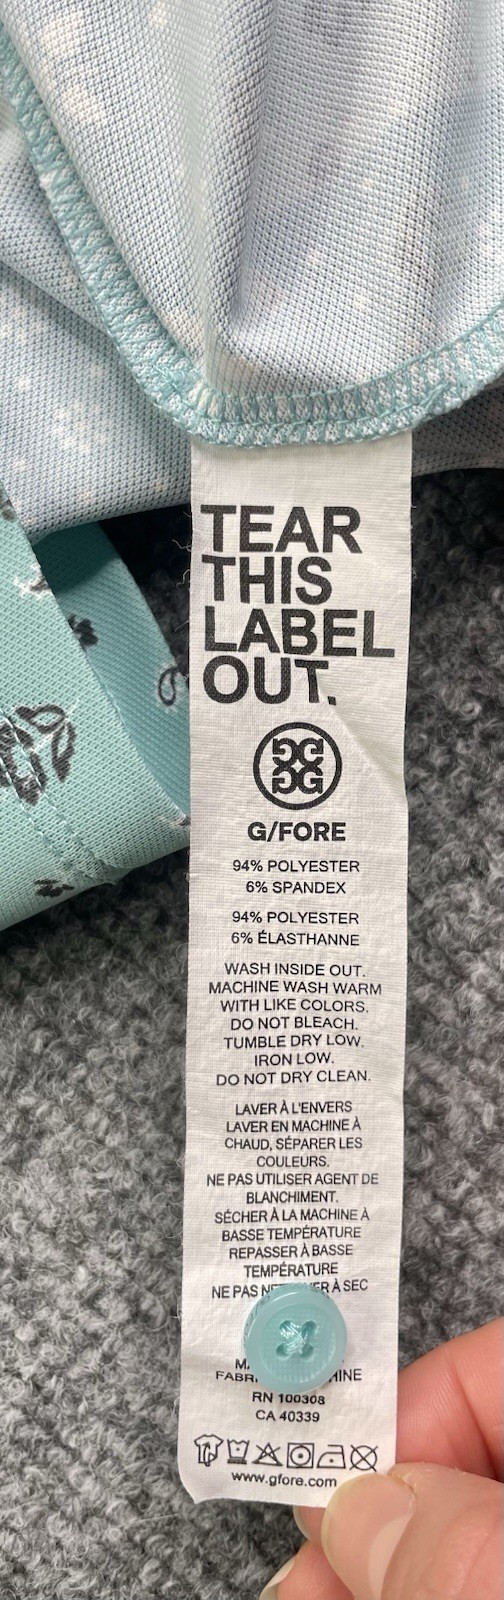 TEAR
THIS
LABEL
OUT.
GG
GG
G/FORE
94% POLYESTER
6% SPANDEX
94% POLYESTER
6% ÉLASTHANNE
WASH INSIDE OUT.
MACHINE WASH WARM
WITH LIKE COLORS.
DO NOT BLEACH.
TUMBLE DRY LOW.
IRON LOW.
DO NOT DRY CLEAN.
LAVER À L'ENVERS
LAVER EN MACHINE À
CHAUD, SÉPARER LES
COULEURS.
NE PAS UTILISER AGENT DE
BLANCHIMENT.
SÉCHER À LA MACHINE À
BASSE TEMPÉRATURE
REPASSER À BASSE
TEMPÉRATURE
NE PAS À SEC
RN 100308
CA 40339
www.gfore.com